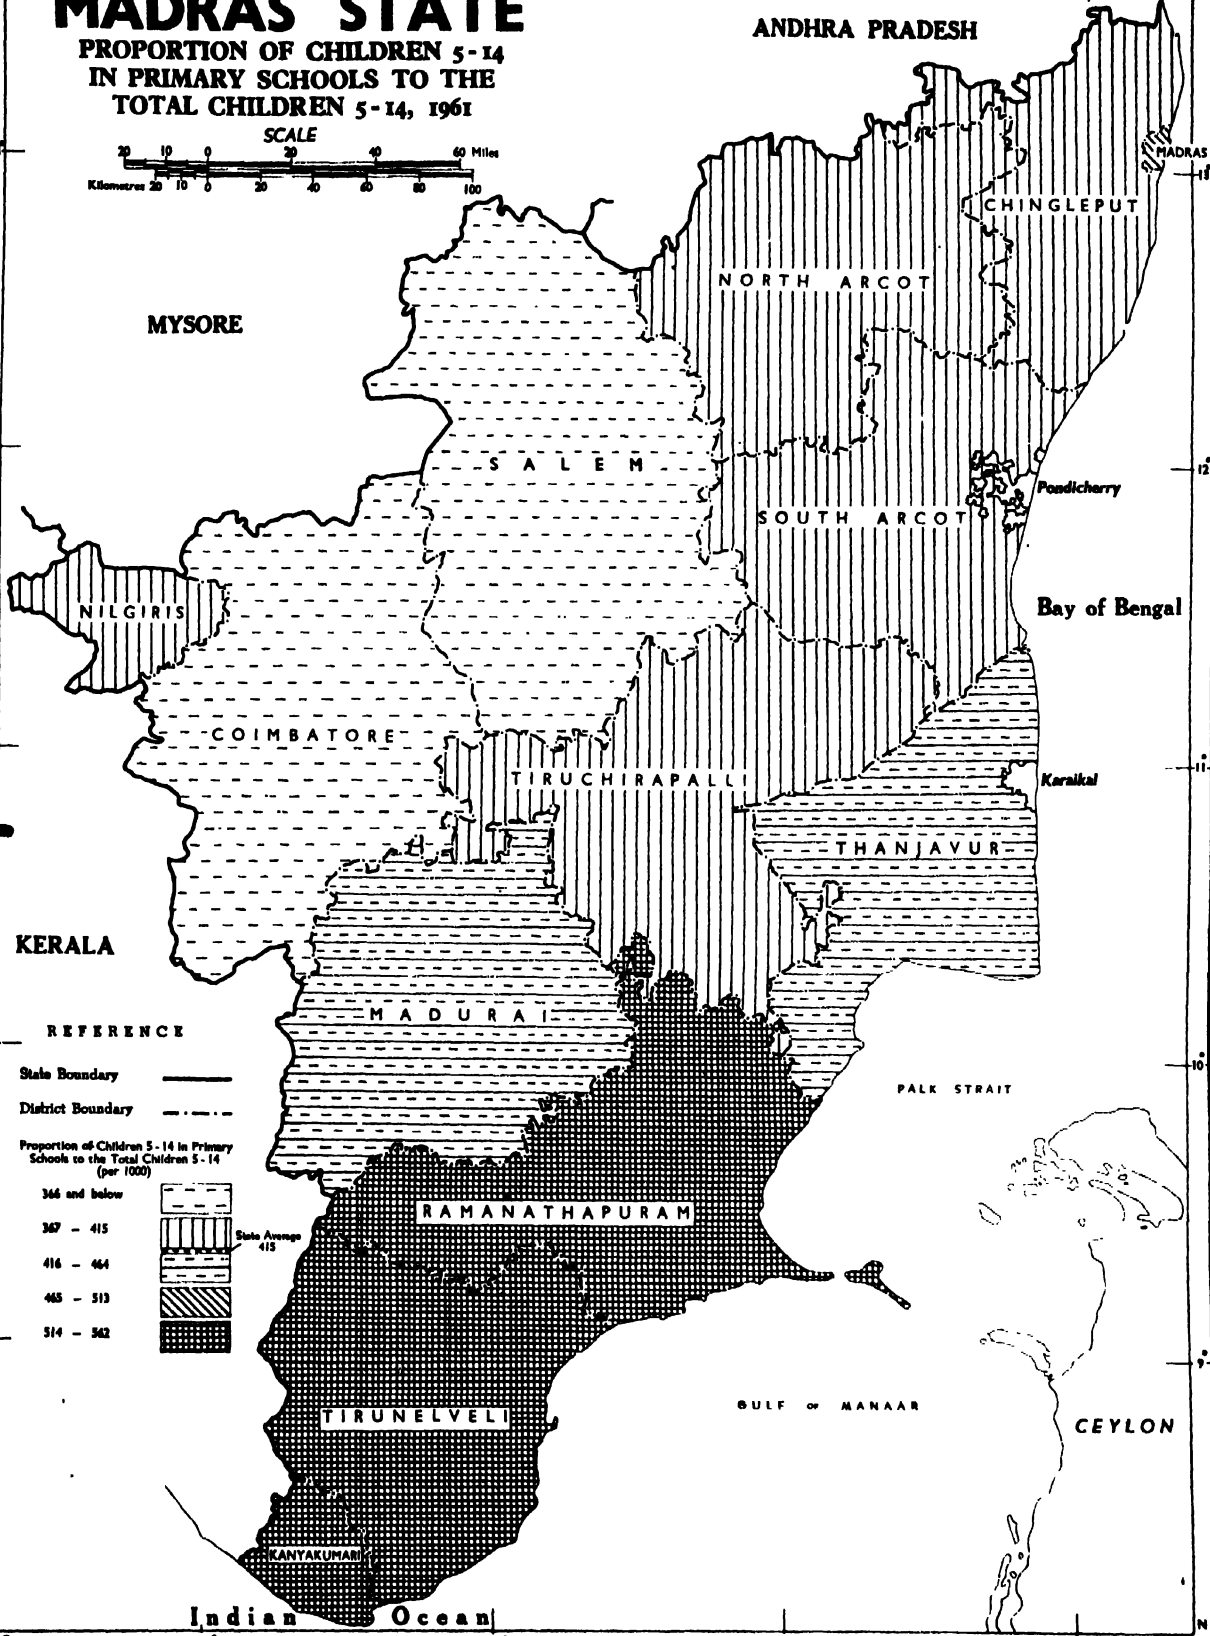 MADRAS STATE
PROPORTION OF CHILDREN 5-14
IN PRIMARY SCHOOLS TO THE
TOTAL CHILDREN 5-14, 1961
SCALE
20 10 0 20 40 60 Miles
Kilometres 20 10 0 20 40 60 80 100
ANDHRA PRADESH
MADRAS
13°
CHINGLEPUT
NORTH ARCOT
MYSORE
SALEM
12°
Pondicherry
SOUTH ARCOT
NILGIRIS
Bay of Bengal
COIMBATORE
TIRUCHIRAPALLI
11°
Karaikal
THANJAVUR
KERALA
MADURAI
REFERENCE
State Boundary
District Boundary
Proportion of Children 5-14 in Primary
Schools to the Total Children 5-14
(per 1000)
366 and below
367 - 415
State Average
415
416 - 464
465 - 513
514 - 562
10°
PALK STRAIT
RAMANATHAPURAM
9°
TIRUNELVELI
GULF OF MANAAR
CEYLON
KANYAKUMARI
Indian Ocean
N